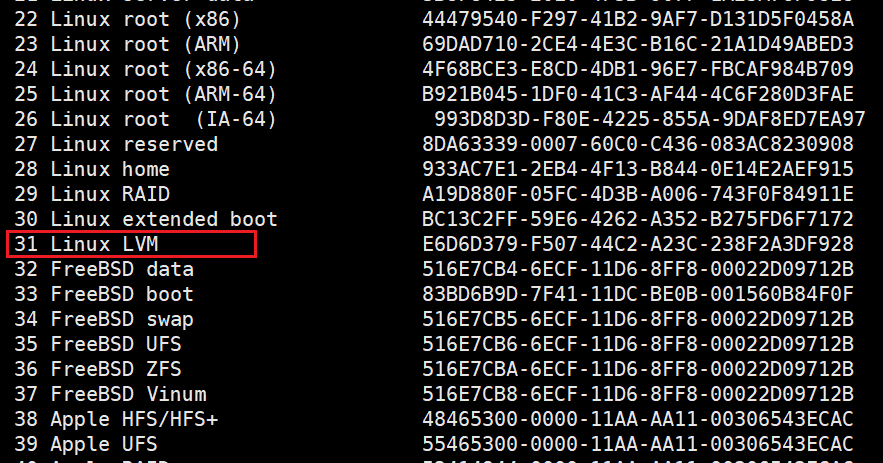 22 Linux root (x86) 44479540-F297-41B2-9AF7-D131D5F0458A
23 Linux root (ARM) 69DAD710-2CE4-4E3C-B16C-21A1D49ABED3
24 Linux root (x86-64) 4F68BCE3-E8CD-4DB1-96E7-FBCAF984B709
25 Linux root (ARM-64) B921B045-1DF0-41C3-AF44-4C6F280D3FAE
26 Linux root  (IA-64) 993D8D3D-F80E-4225-855A-9DAF8ED7EA97
27 Linux reserved 8DA63339-0007-60C0-C436-083AC8230908
28 Linux home 933AC7E1-2EB4-4F13-B844-0E14E2AEF915
29 Linux RAID A19D880F-05FC-4D3B-A006-743F0F84911E
30 Linux extended boot BC13C2FF-59E6-4262-A352-B275FD6F7172
31 Linux LVM E6D6D379-F507-44C2-A23C-238F2A3DF928
32 FreeBSD data 516E7CB4-6ECF-11D6-8FF8-00022D09712B
33 FreeBSD boot 83BD6B9D-7F41-11DC-BE0B-001560B84F0F
34 FreeBSD swap 516E7CB5-6ECF-11D6-8FF8-00022D09712B
35 FreeBSD UFS 516E7CB6-6ECF-11D6-8FF8-00022D09712B
36 FreeBSD ZFS 516E7CBA-6ECF-11D6-8FF8-00022D09712B
37 FreeBSD Vinum 516E7CB8-6ECF-11D6-8FF8-00022D09712B
38 Apple HFS/HFS+ 48465300-0000-11AA-AA11-00306543ECAC
39 Apple UFS 55465300-0000-11AA-AA11-00306543ECAC